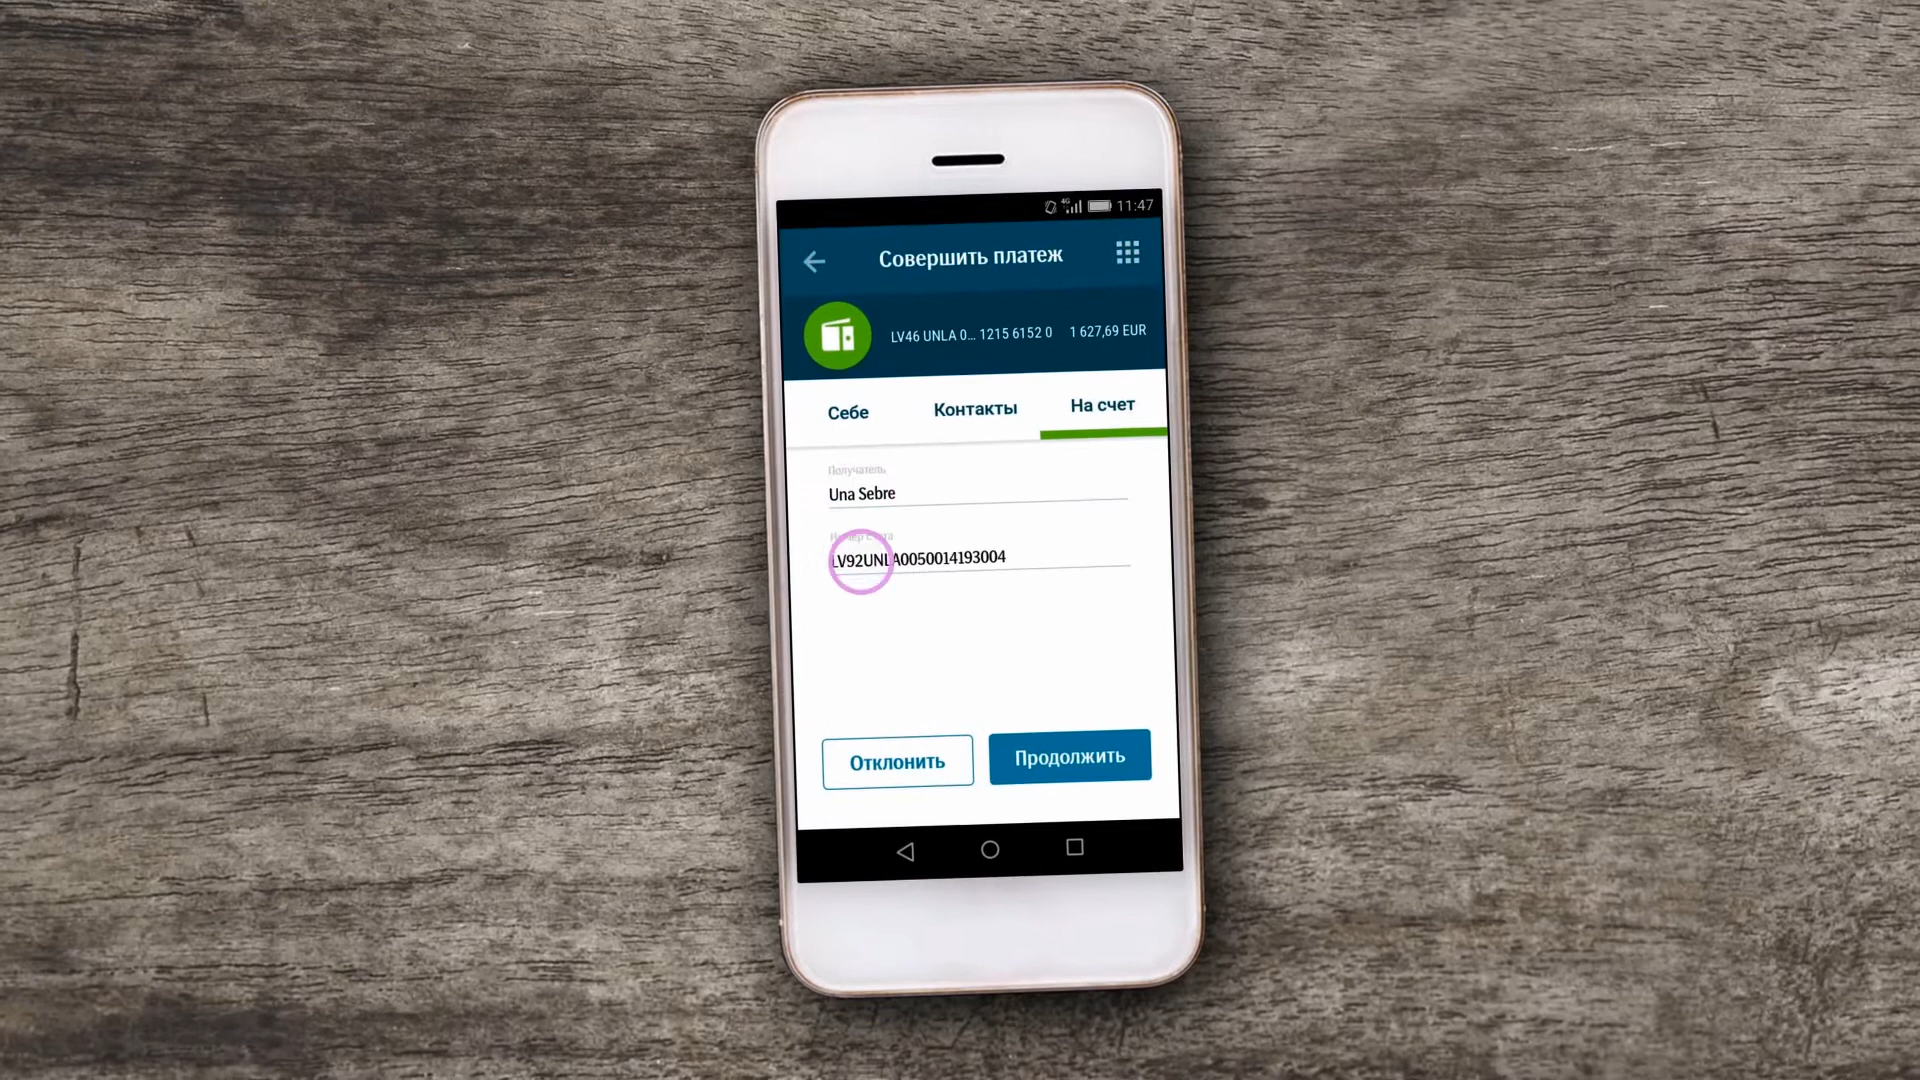 11:47
Совершить платеж
LV46 UNLA 0... 1215 6152 0 1 627,69 EUR
Себе Контакты На счет
Получатель
Una Sebre
LV92UNLA0050014193004
Отклонить Продолжить